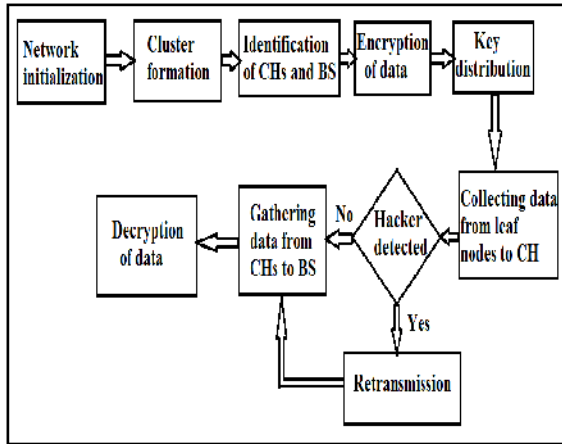 Network
initialization
Cluster
formation
Identification
of CHs and BS
Encryption
of data
Key
distribution
Collecting data
from leaf
nodes to CH
Hacker
detected
No
Gathering
data from
CHs to BS
Decryption
of data
Yes
Retransmission